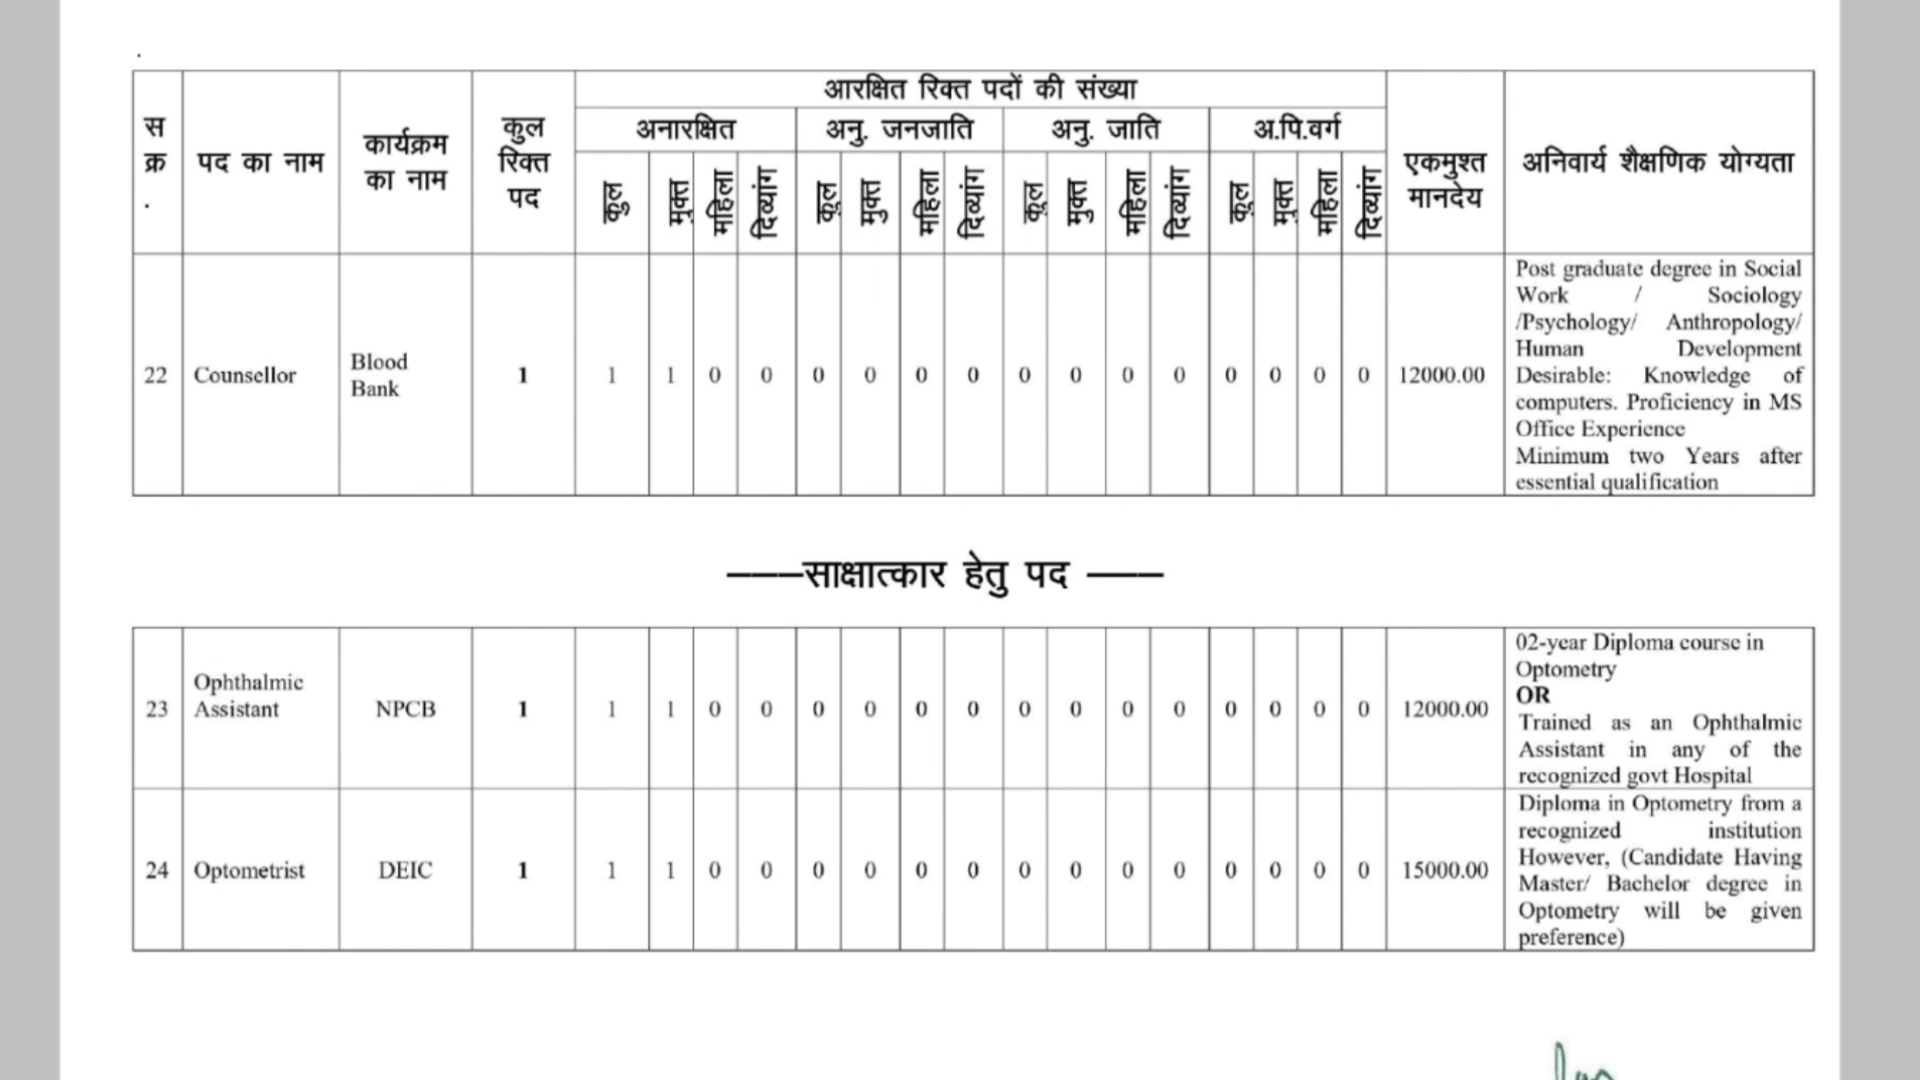 आरक्षित रिक्त पदों की संख्या
स क्र . पद का नाम कार्यक्रम का नाम कुल रिक्त पद अनारक्षित अनु. जनजाति अनु. जाति अ.पि.वर्ग एकमुश्त मानदेय अनिवार्य शैक्षणिक योग्यता
कुल मुक्त महिला दिव्यांग कुल मुक्त महिला दिव्यांग कुल मुक्त महिला दिव्यांग कुल मुक्त महिला दिव्यांग
22 Counsellor Blood Bank 1 1 1 0 0 0 0 0 0 0 0 0 0 0 0 0 0 12000.00
Post graduate degree in Social
Work / Sociology
/Psychology/ Anthropology/
Human Development
Desirable: Knowledge of
computers. Proficiency in MS
Office Experience
Minimum two Years after
essential qualification
———साक्षात्कार हेतु पद ———
23 Ophthalmic Assistant NPCB 1 1 1 0 0 0 0 0 0 0 0 0 0 0 0 0 0 12000.00
02-year Diploma course in
Optometry
OR
Trained as an Ophthalmic
Assistant in any of the
recognized govt Hospital
24 Optometrist DEIC 1 1 1 0 0 0 0 0 0 0 0 0 0 0 0 0 0 15000.00
Diploma in Optometry from a
recognized institution
However, (Candidate Having
Master/ Bachelor degree in
Optometry will be given
preference)